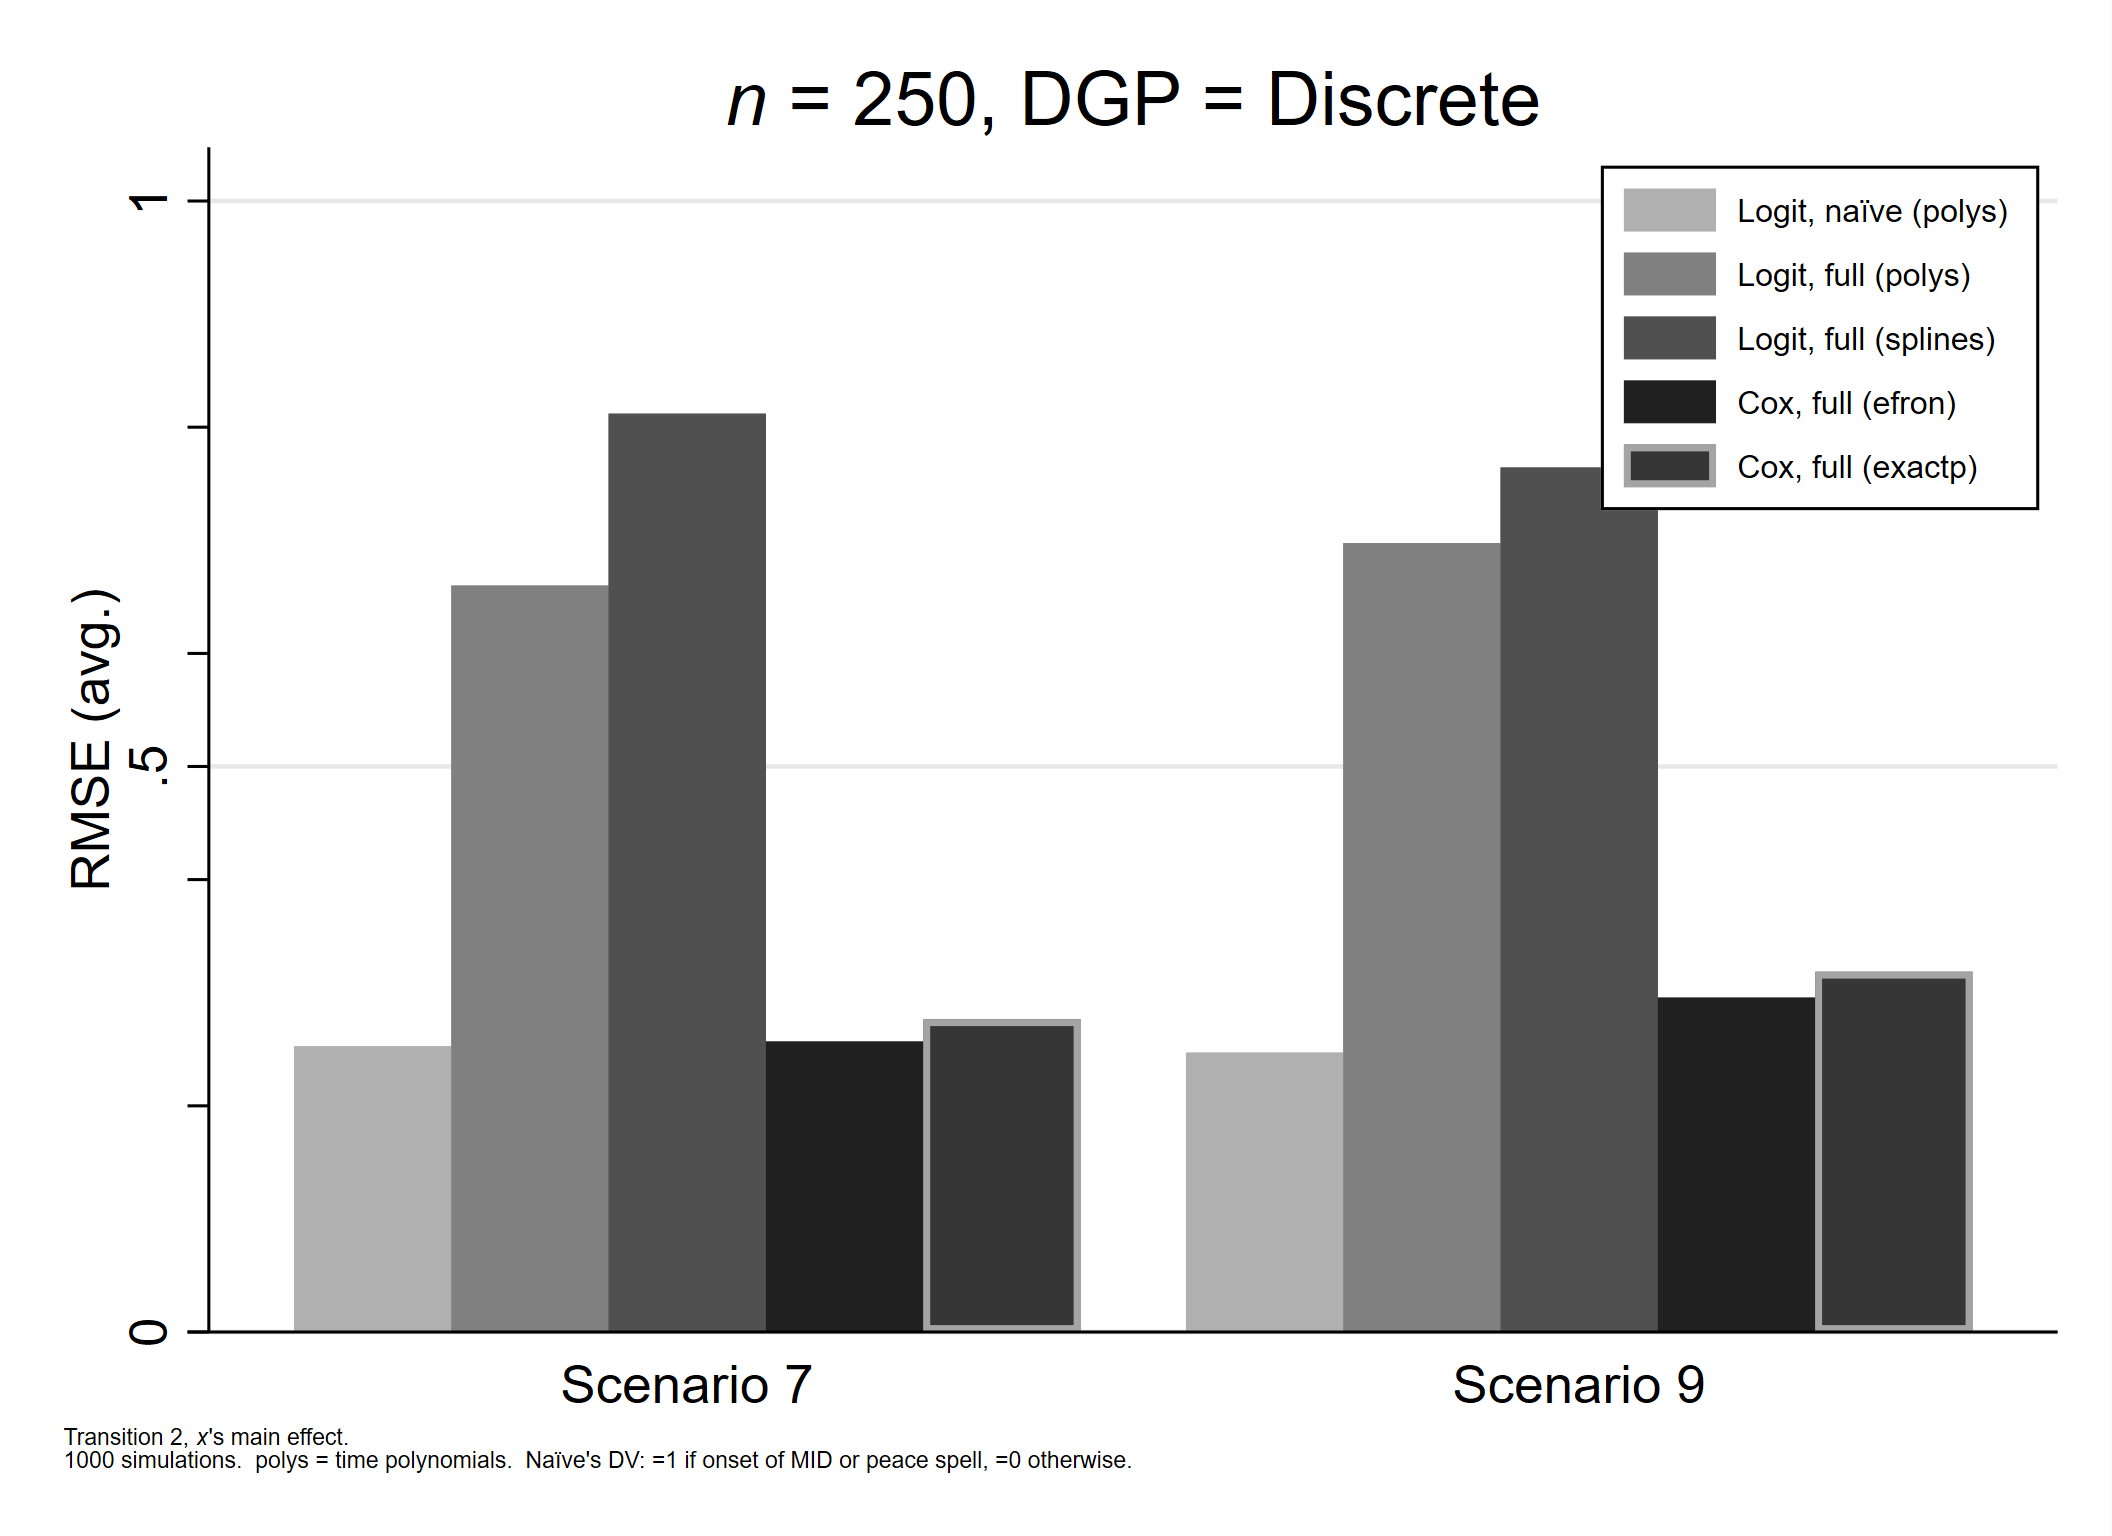 n = 250, DGP = Discrete
1
.5
0
RMSE (avg.)
Logit, naïve (polys)
Logit, full (polys)
Logit, full (splines)
Cox, full (efron)
Cox, full (exactp)
Scenario 7
Scenario 9
Transition 2, x's main effect.
1000 simulations.  polys = time polynomials.  Naïve's DV: =1 if onset of MID or peace spell, =0 otherwise.